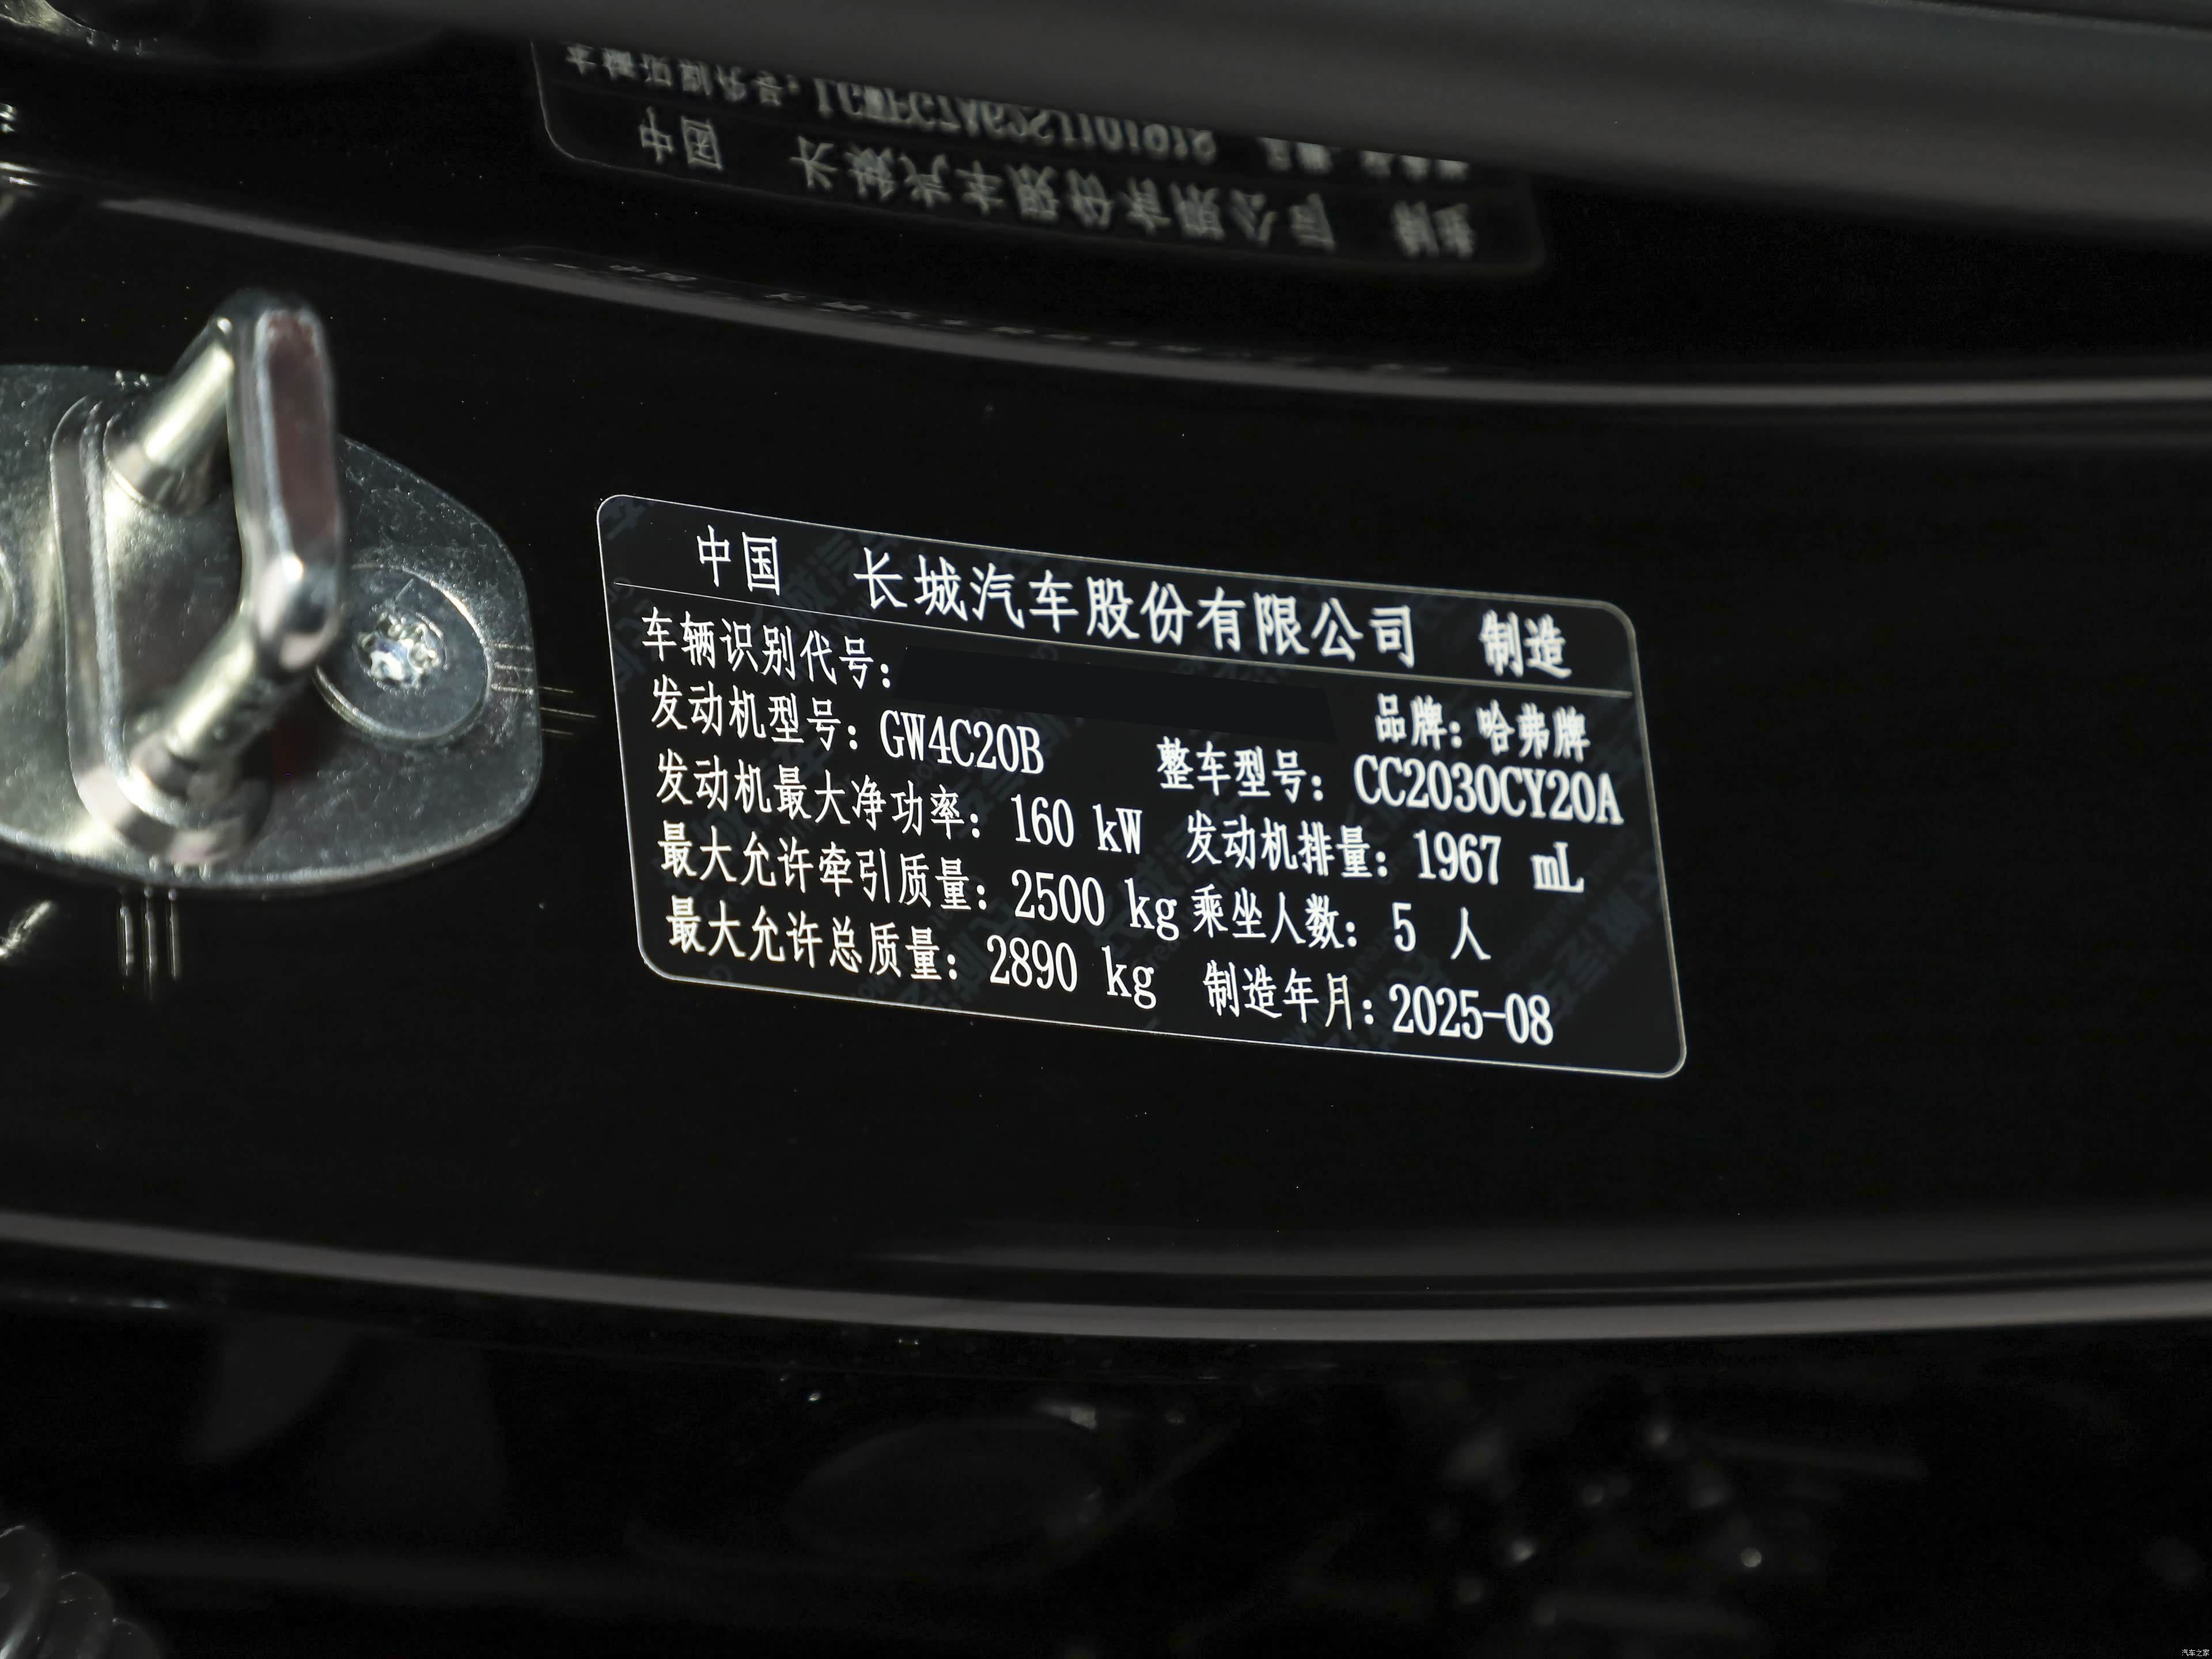 中国 长城汽车股份有限公司 制造
车辆识别代号： 品牌：哈弗牌
发动机型号：GW4C20B 整车型号：CC2030CY20A
发动机最大净功率：160 kW 发动机排量：1967 mL
最大允许牵引质量：2500 kg 乘坐人数：5 人
最大允许总质量：2890 kg 制造年月：2025-08
汽车之家